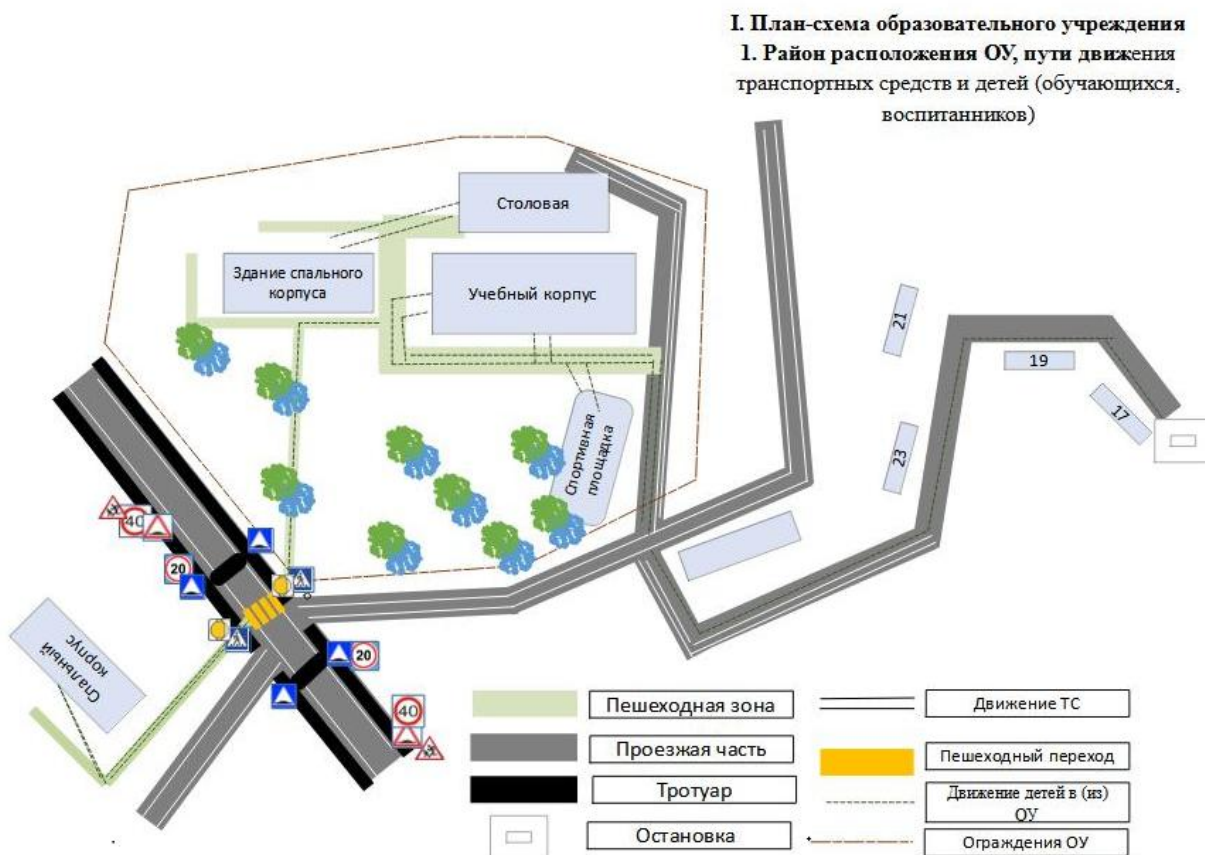 I. План-схема образовательного учреждения
1. Район расположения ОУ, пути движения
транспортных средств и детей (обучающихся,
воспитанников)
Столовая
Здание спального
корпуса
Учебный корпус
21
19
17
23
Спортивная
площадка
40
20
Спальный
корпус
20
40
Пешеходная зона
Движение ТС
Проезжая часть
Пешеходный переход
Тротуар
Движение детей в (из)
ОУ
Остановка
Ограждения ОУ